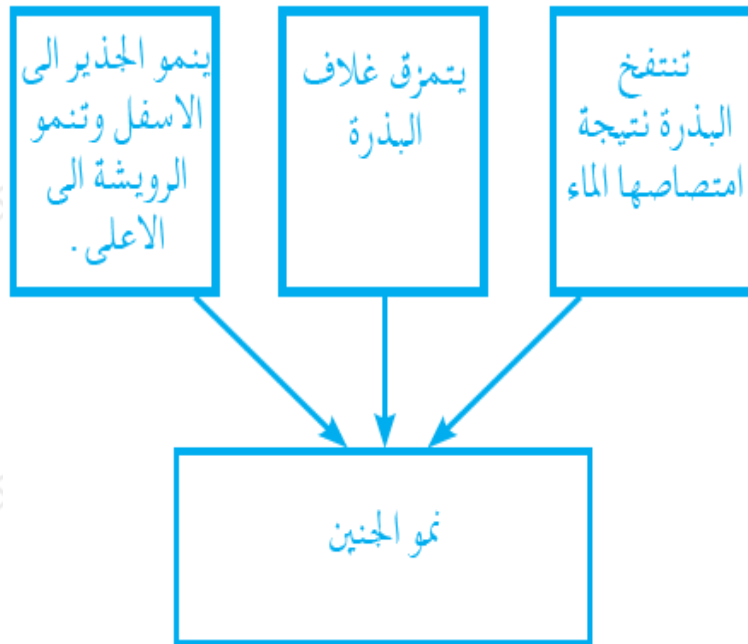 تنتفخ
البذرة نتيجة
امتصاصها الماء
يتمزق غلاف
البذرة
ينمو الجذير الى
الاسفل وتنمو
الرويشة الى
الاعلى .
نمو الجنين